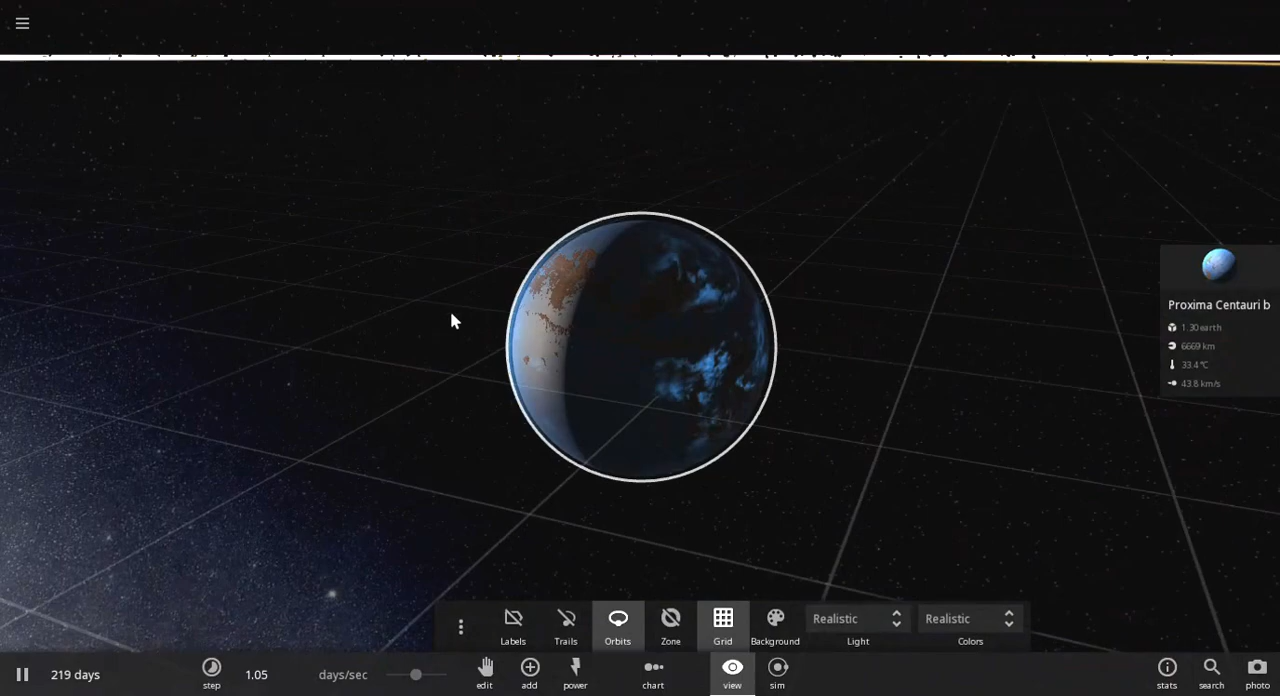 Proxima Centauri b
1.30 earth
6669 km
33.4 °C
43.8 km/s
Labels
Trails
Orbits
Zone
Grid
Background
Realistic
Light
Realistic
Colors
219 days
step
1.05 days/sec
edit
add
power
chart
view
sim
stats
search
photo